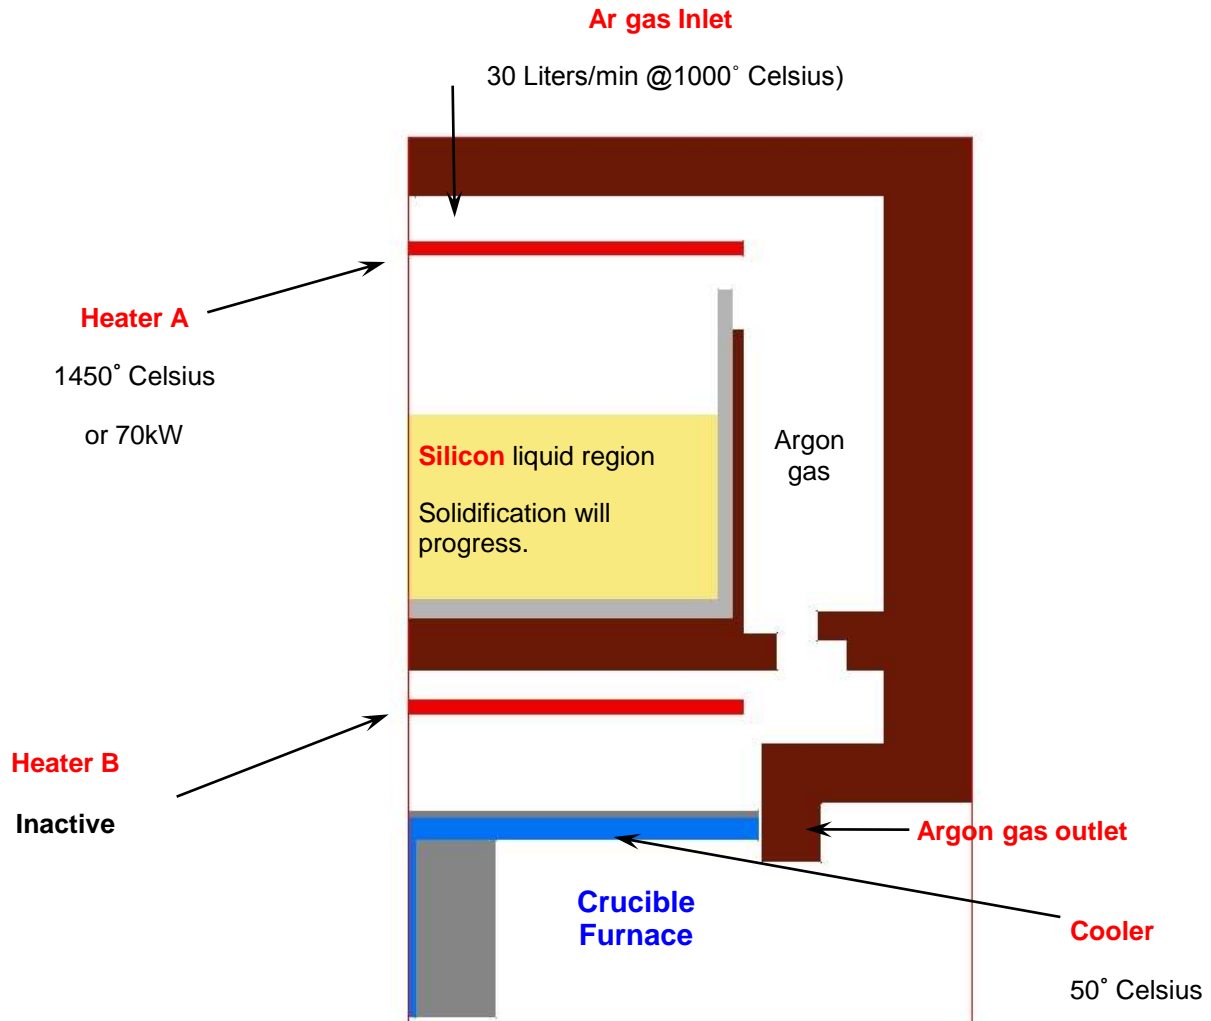 Ar gas Inlet
30 Liters/min @1000˚ Celsius)
Heater A
1450˚ Celsius
or 70kW
Silicon liquid region
Solidification will
progress.
Argon
gas
Heater B
Inactive
Argon gas outlet
Crucible
Furnace
Cooler
50˚ Celsius